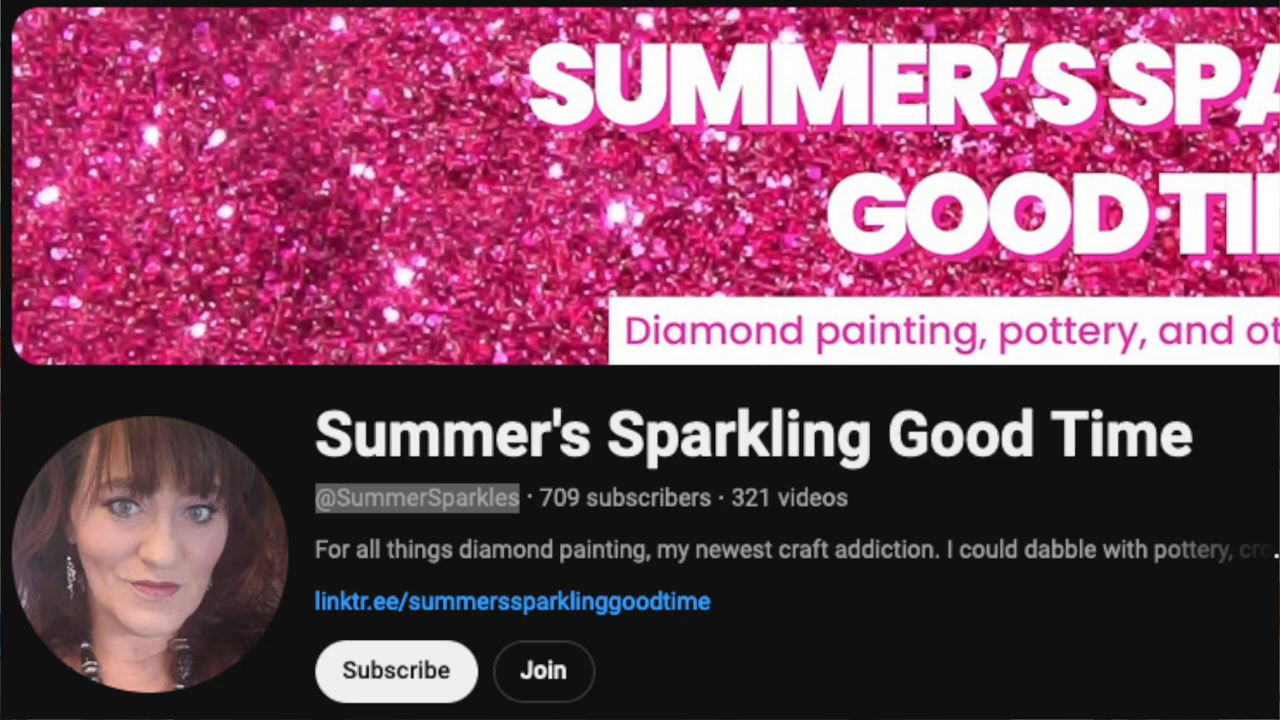 SUMMER'S SPA
GOOD TI
Diamond painting, pottery, and ot
Summer's Sparkling Good Time
@SummerSparkles · 709 subscribers · 321 videos
For all things diamond painting, my newest craft addiction. I could dabble with pottery, cro
linktr.ee/summerssparklinggoodtime
Subscribe Join